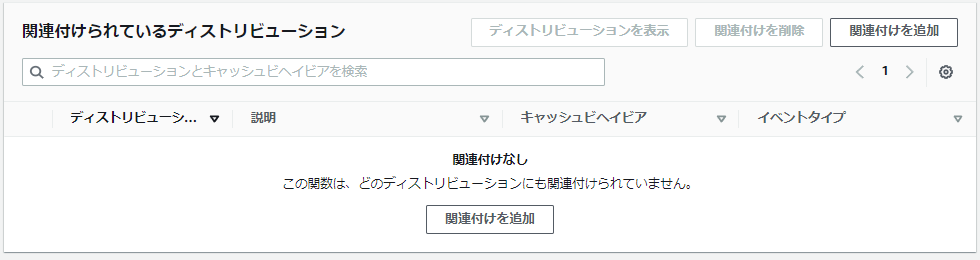 関連付けられているディストリビューション
ディストリビューションを表示
関連付けを削除
関連付けを追加
ディストリビューションとキャッシュビヘイビアを検索
1
ディストリビューシ...
説明
キャッシュビヘイビア
イベントタイプ
関連付けなし
この関数は、どのディストリビューションにも関連付けられていません。
関連付けを追加